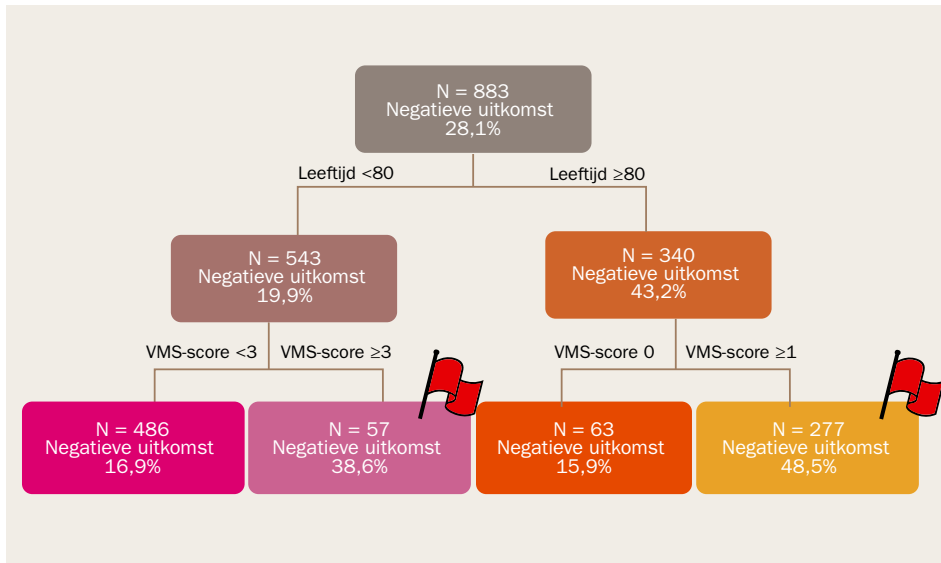 N = 883
Negatieve uitkomst
28,1%
Leeftijd <80
Leeftijd ≥80
N = 543
Negatieve uitkomst
19,9%
N = 340
Negatieve uitkomst
43,2%
VMS-score <3
VMS-score ≥3
VMS-score 0
VMS-score ≥1
N = 486
Negatieve uitkomst
16,9%
N = 57
Negatieve uitkomst
38,6%
N = 63
Negatieve uitkomst
15,9%
N = 277
Negatieve uitkomst
48,5%